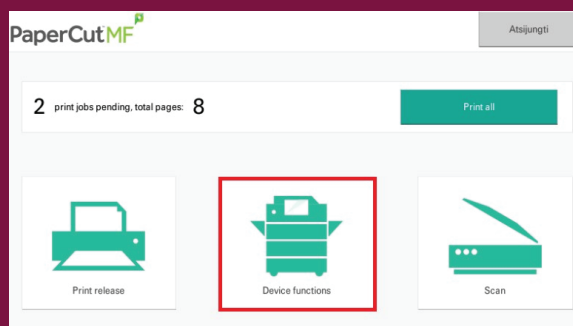 PaperCut MF
Atsijungti
2 print jobs pending, total pages: 8
Print all
Print release
Device functions
Scan